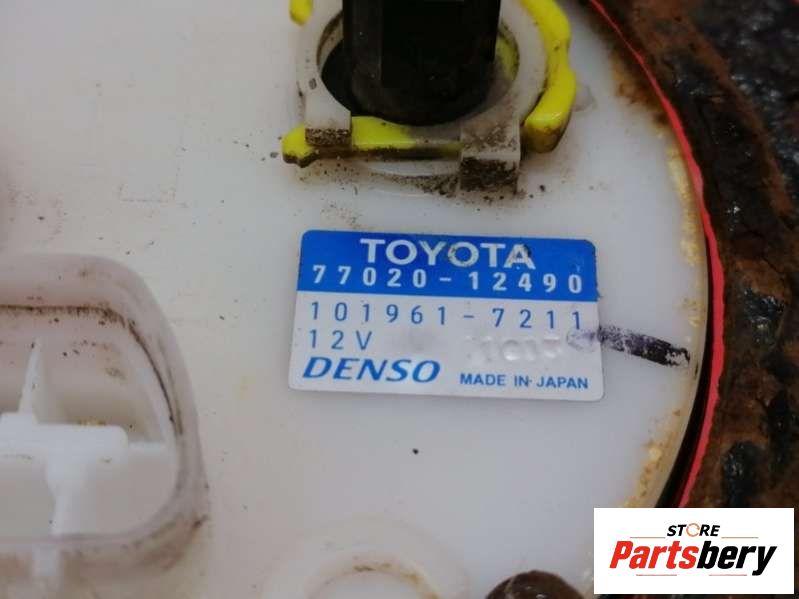 TOYOTA
77020-12490
101961-7211
12V
DENSO MADE IN JAPAN
STORE
Partsbery